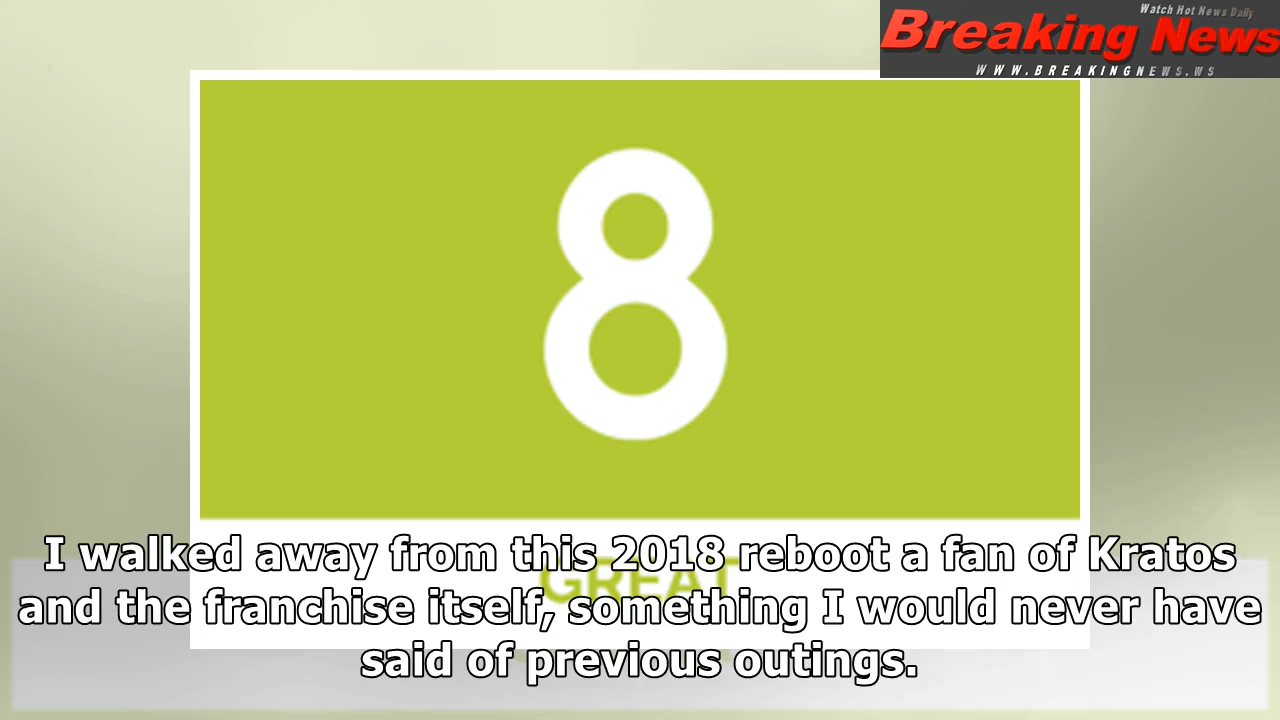 Watch Hot News Daily
Breaking News
WWW.BREAKINGNEWS.WS
8
GREAT
I walked away from this 2018 reboot a fan of Kratos
and the franchise itself, something I would never have
said of previous outings.